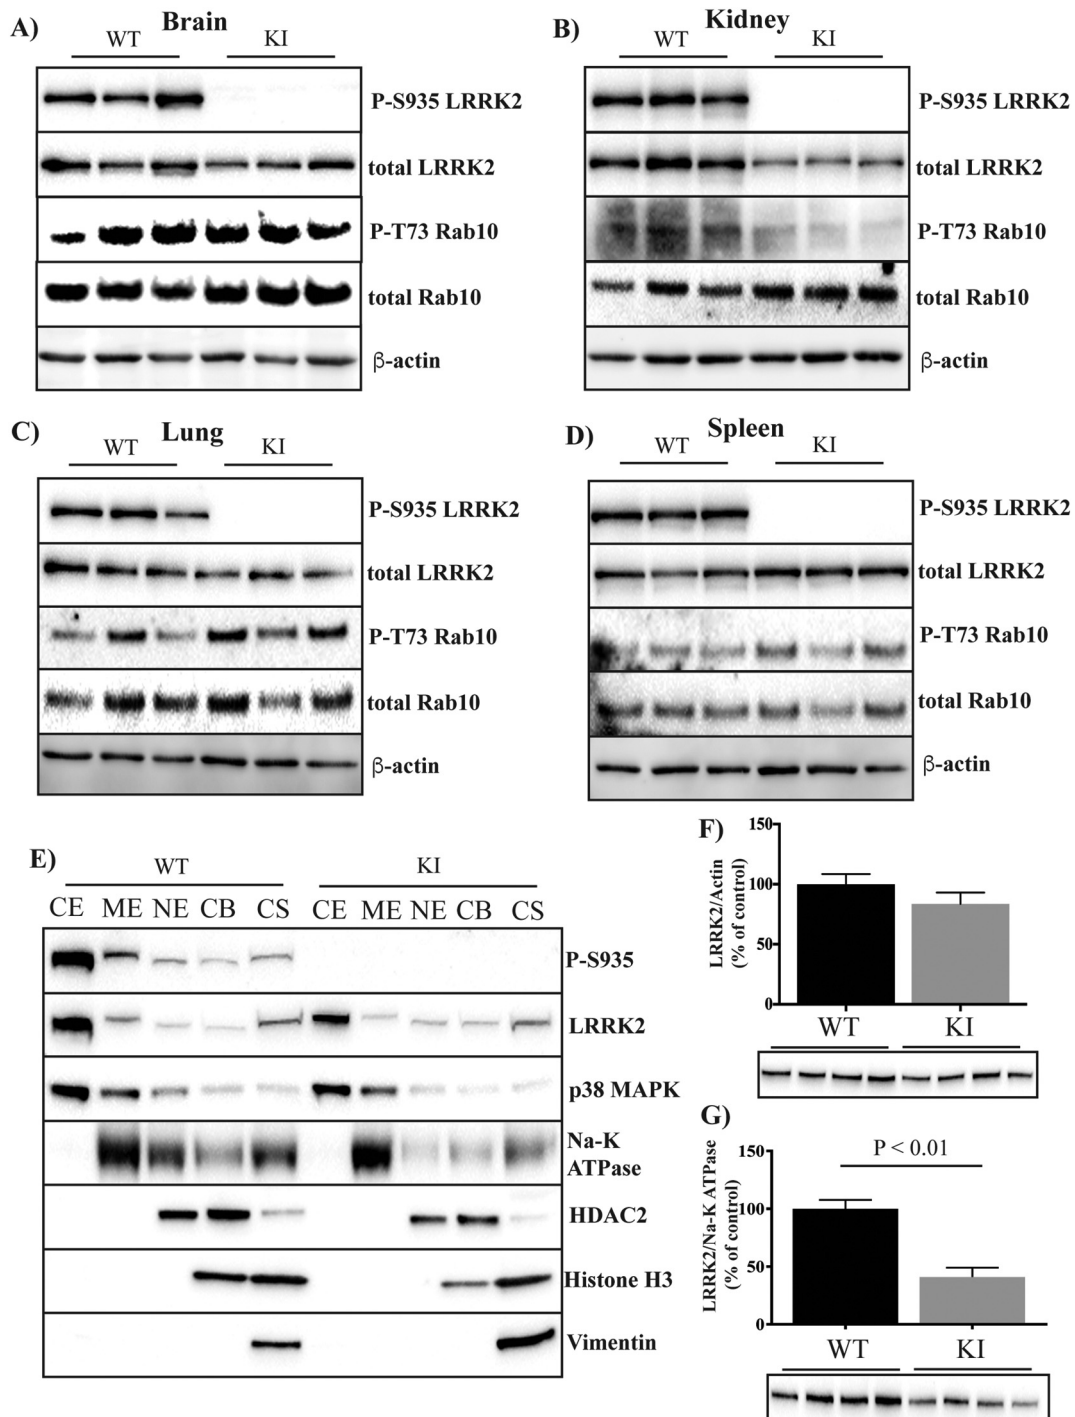 A) Brain
WT KI
P-S935 LRRK2
total LRRK2
P-T73 Rab10
total Rab10
β-actin
B) Kidney
WT KI
P-S935 LRRK2
total LRRK2
P-T73 Rab10
total Rab10
β-actin
C) Lung
WT KI
P-S935 LRRK2
total LRRK2
P-T73 Rab10
total Rab10
β-actin
D) Spleen
WT KI
P-S935 LRRK2
total LRRK2
P-T73 Rab10
total Rab10
β-actin
E)
WT KI
CE ME NE CB CS CE ME NE CB CS
P-S935
LRRK2
p38 MAPK
Na-K
ATPase
HDAC2
Histone H3
Vimentin
F)
LRRK2/Actin
(% of control)
150
100
50
0
WT KI
G)
LRRK2/Na-K ATPase
(% of control)
150
100
50
0
P < 0.01
WT KI